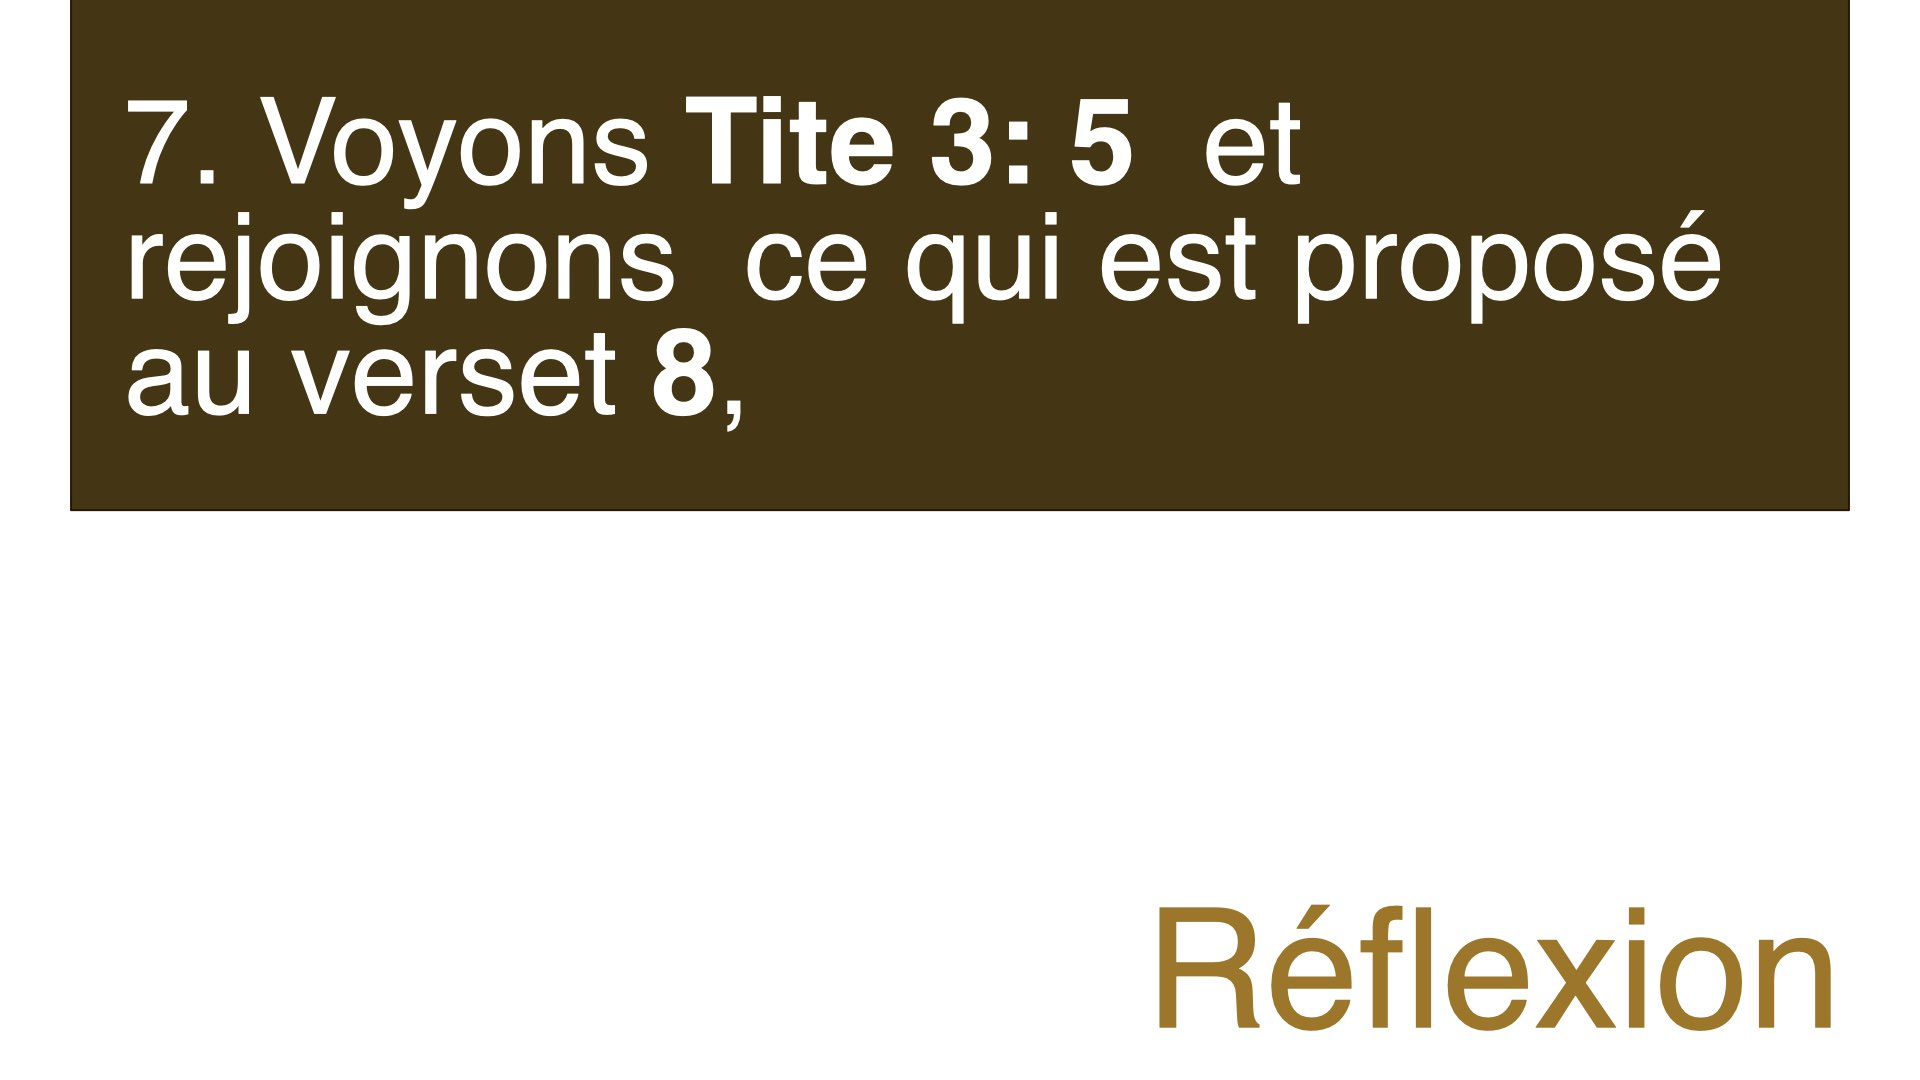 7. Voyons Tite 3: 5  et
rejoignons  ce qui est proposé
au verset 8,
Réflexion